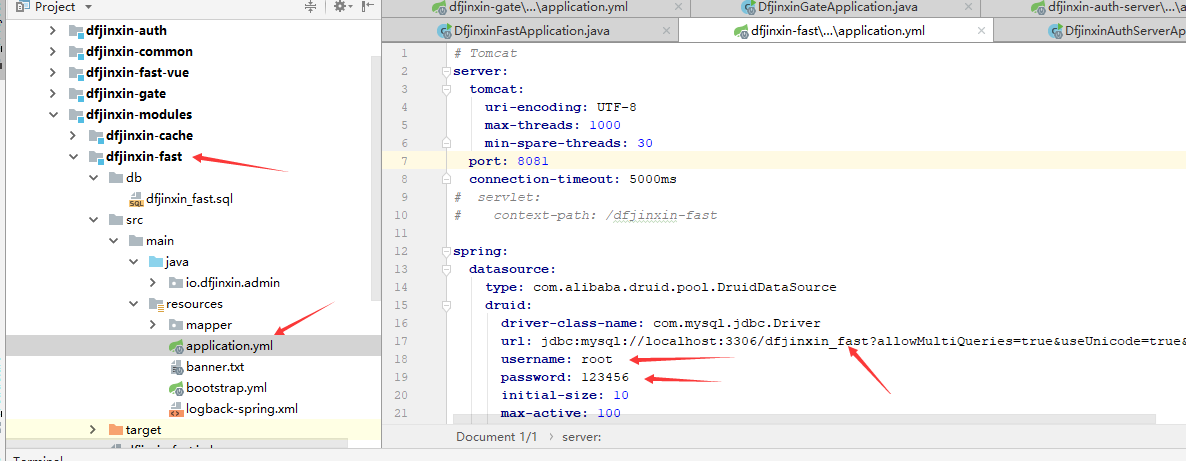 Project
dfjinxin-auth
dfjinxin-common
dfjinxin-fast-vue
dfjinxin-gate
dfjinxin-modules
dfjinxin-cache
dfjinxin-fast
db
dfjinxin_fast.sql
src
main
java
io.dfjinxin.admin
resources
mapper
application.yml
banner.txt
bootstrap.yml
logback-spring.xml
target
dfjinxin-gate\...\application.yml
DfjinxinGateApplication.java
dfjinxin-auth-server\...\a
DfjinxinFastApplication.java
dfjinxin-fast\...\application.yml
DfjinxinAuthServerAp
1 # Tomcat
2 server:
3 tomcat:
4 uri-encoding: UTF-8
5 max-threads: 1000
6 min-spare-threads: 30
7 port: 8081
8 connection-timeout: 5000ms
9 # servlet:
10 # context-path: /dfjinxin-fast
11
12 spring:
13 datasource:
14 type: com.alibaba.druid.pool.DruidDataSource
15 druid:
16 driver-class-name: com.mysql.jdbc.Driver
17 url: jdbc:mysql://localhost:3306/dfjinxin_fast?allowMultiQueries=true&useUnicode=true&
18 username: root
19 password: 123456
20 initial-size: 10
21 max-active: 100
Document 1/1 › server: